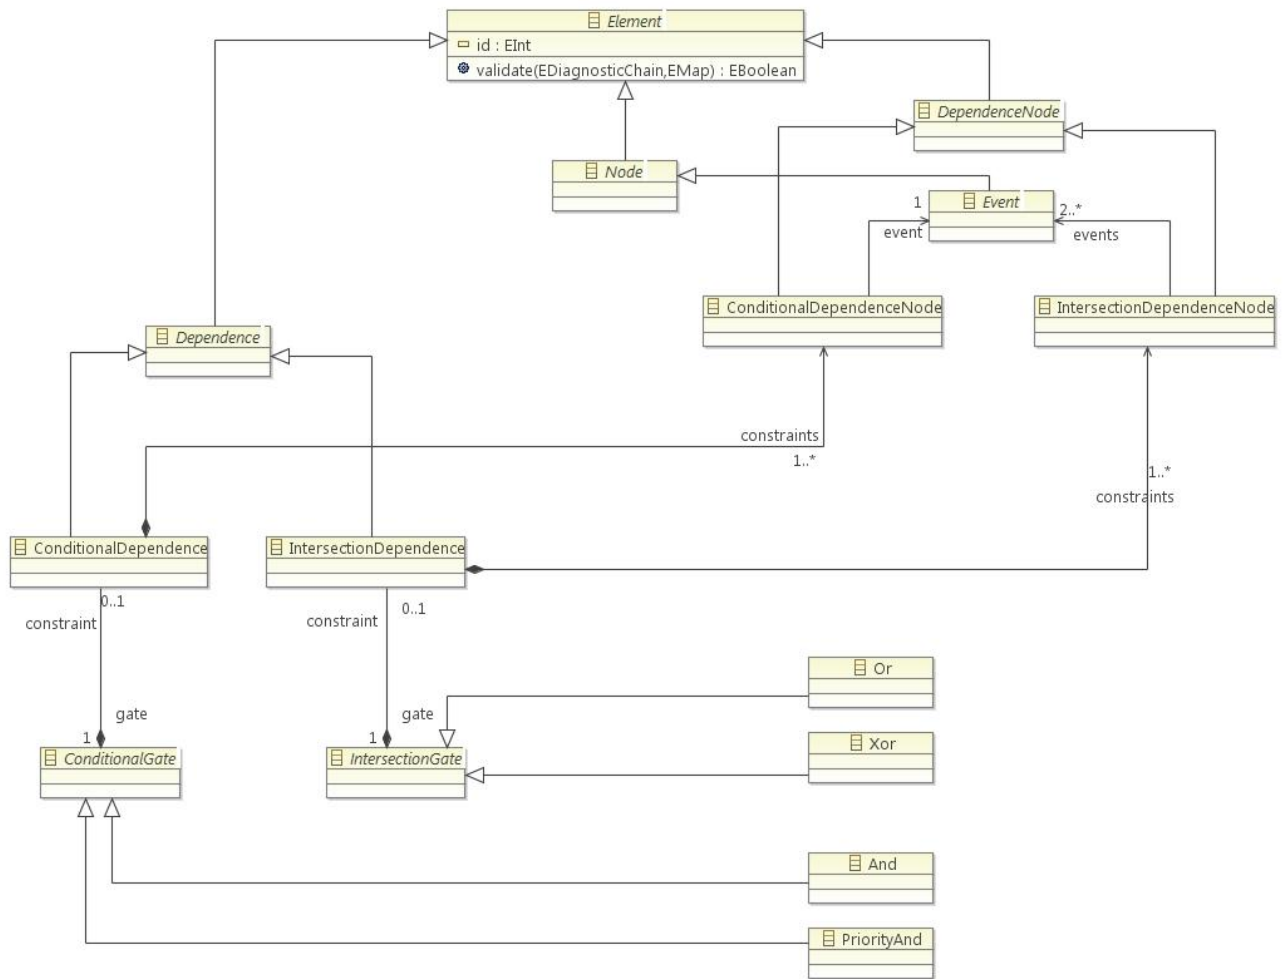 Element
id : EInt
validate(EDiagnosticChain,EMap) : EBoolean
DependenceNode
Node
Event
1
event
2..*
events
ConditionalDependenceNode
IntersectionDependenceNode
Dependence
constraints
1..*
1..*
constraints
ConditionalDependence
IntersectionDependence
0..1
constraint
0..1
constraint
Or
gate
1
gate
1
Xor
ConditionalGate
IntersectionGate
And
PriorityAnd